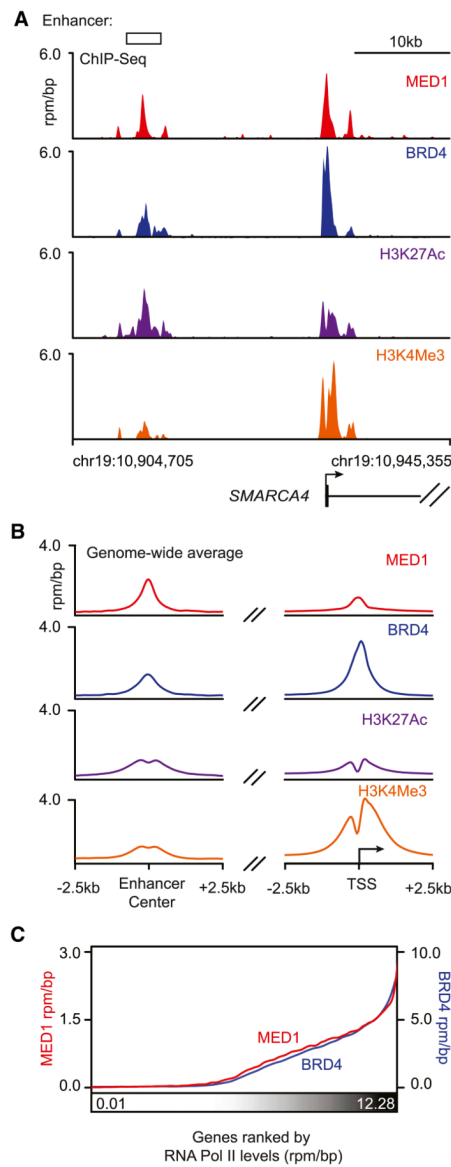 A
Enhancer:
10kb
ChIP-Seq
6.0
rpm/bp
MED1
6.0
BRD4
6.0
H3K27Ac
6.0
H3K4Me3
chr19:10,904,705
chr19:10,945,355
SMARCA4
B
4.0
rpm/bp
Genome-wide average
MED1
4.0
BRD4
4.0
H3K27Ac
4.0
H3K4Me3
-2.5kb
Enhancer
Center
+2.5kb
-2.5kb
TSS
+2.5kb
C
3.0
1.5
0.0
MED1 rpm/bp
MED1
BRD4
10.0
5.0
0.0
BRD4 rpm/bp
0.01
12.28
Genes ranked by
RNA Pol II levels (rpm/bp)